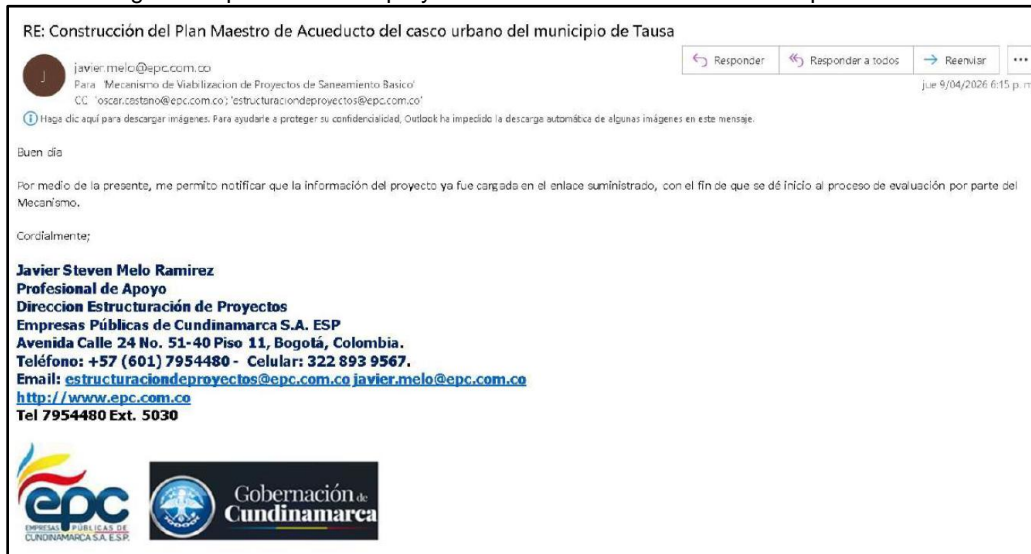 RE: Construcción del Plan Maestro de Acueducto del casco urbano del municipio de Tausa
Responder
Responder a todos
Reenviar
J
javier.melo@epc.com.co
Para 'Mecanismo de Viabilizacion de Proyectos de Saneamiento Basico'
CC 'oscar.castano@epc.com.co'; 'estructuraciondeproyectos@epc.com.co'
jue 9/04/2026 6:15 p. m
Haga clic aquí para descargar imágenes. Para ayudarle a proteger su confidencialidad, Outlook ha impedido la descarga automática de algunas imágenes en este mensaje.
Buen día
Por medio de la presente, me permito notificar que la información del proyecto ya fue cargada en el enlace suministrado, con el fin de que se dé inicio al proceso de evaluación por parte del
Mecanismo.
Cordialmente;
Javier Steven Melo Ramirez
Profesional de Apoyo
Direccion Estructuración de Proyectos
Empresas Públicas de Cundinamarca S.A. ESP
Avenida Calle 24 No. 51-40 Piso 11, Bogotá, Colombia.
Teléfono: +57 (601) 7954480 - Celular: 322 893 9567.
Email: estructuraciondeproyectos@epc.com.co javier.melo@epc.com.co
http://www.epc.com.co
Tel 7954480 Ext. 5030
epc
EMPRESAS PÚBLICAS DE
CUNDINAMARCA S.A. E.S.P.
Gobernación de
Cundinamarca